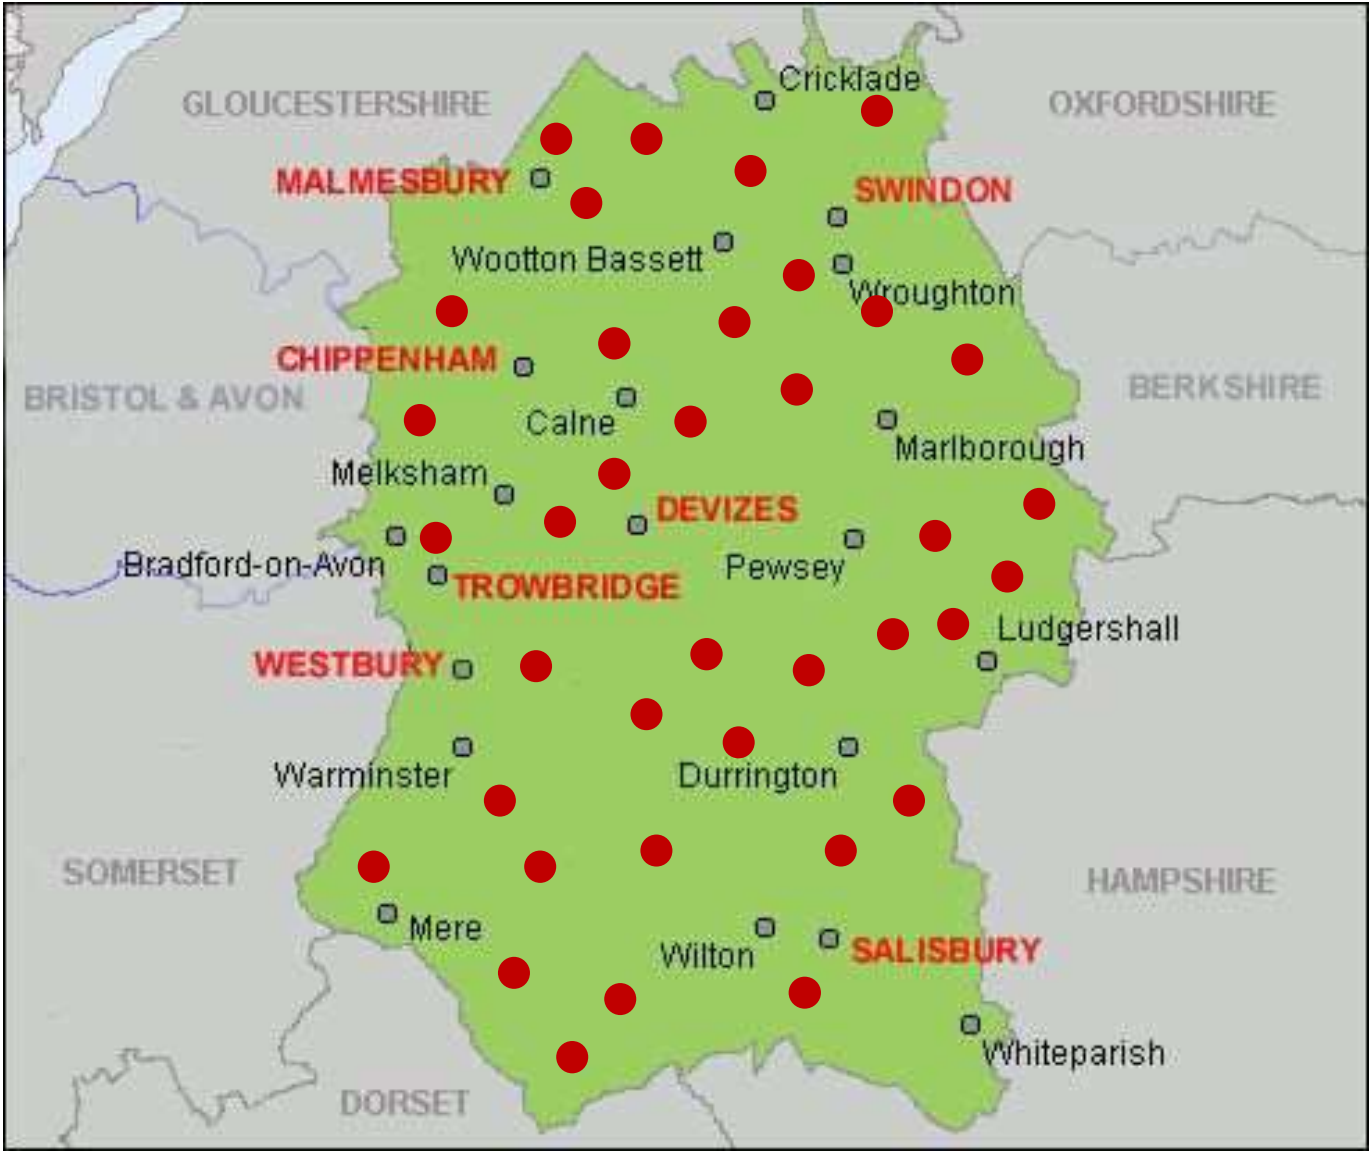 Cricklade
GLOUCESTERSHIRE
OXFORDSHIRE
MALMESBURY
SWINDON
Wootton Bassett
Wroughton
CHIPPENHAM
BRISTOL & AVON
BERKSHIRE
Calne
Marlborough
Melksham
DEVIZES
Bradford-on-Avon
Pewsey
TROWBRIDGE
Ludgershall
WESTBURY
Warminster
Durrington
SOMERSET
HAMPSHIRE
Mere
Wilton
SALISBURY
Whiteparish
DORSET